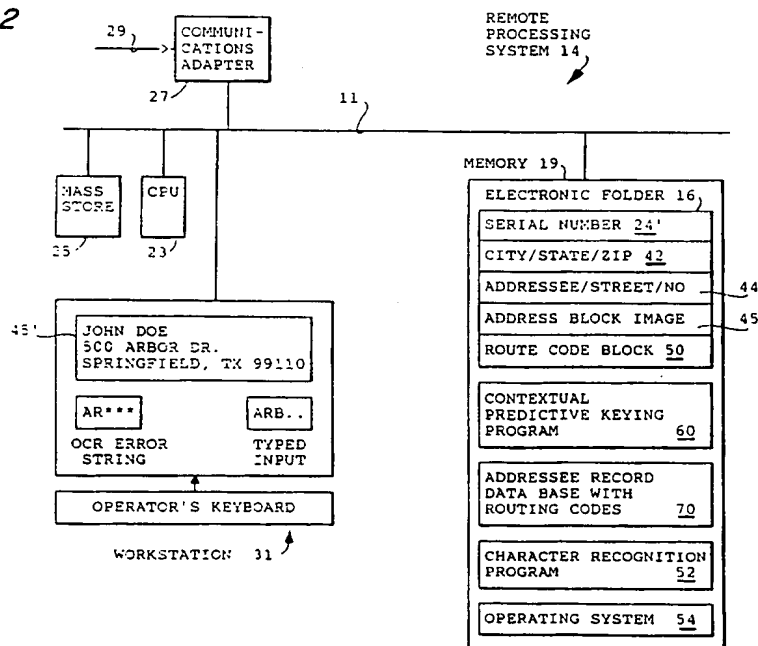 2
29
COMMUNI-
CATIONS
ADAPTER
27
REMOTE
PROCESSING
SYSTEM 14
11
MASS
STORE
25
CPU
23
MEMORY 19
ELECTRONIC FOLDER 16
SERIAL NUMBER 24'
CITY/STATE/ZIP 42
ADDRESSEE/STREET/NO
44
ADDRESS BLOCK IMAGE
45
ROUTE CODE BLOCK 50
CONTEXTUAL
PREDICTIVE KEYING
PROGRAM 60
ADDRESSEE RECORD
DATA BASE WITH
ROUTING CODES 70
CHARACTER RECOGNITION
PROGRAM 52
OPERATING SYSTEM 54
45'
JOHN DOE
500 ARBOR DR.
SPRINGFIELD, TX 99110
AR***
OCR ERROR
STRING
ARB..
TYPED
INPUT
OPERATOR'S KEYBOARD
WORKSTATION 31